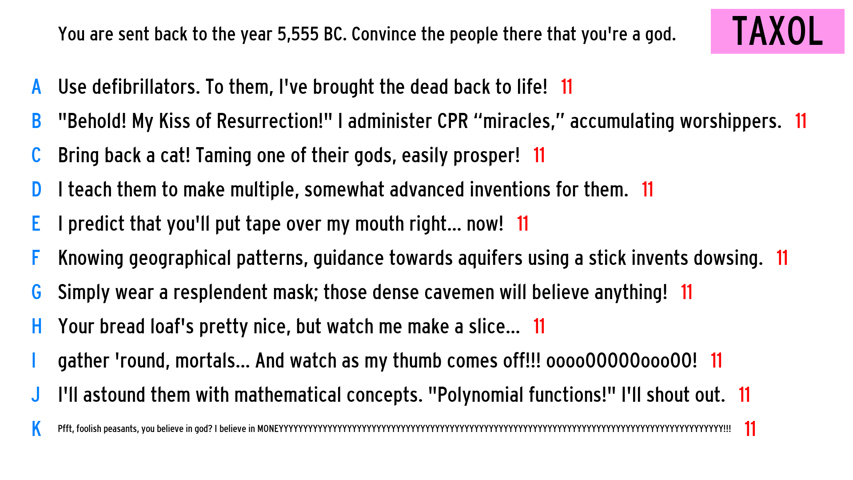 You are sent back to the year 5,555 BC. Convince the people there that you're a god.
TAXOL
A Use defibrillators. To them, I've brought the dead back to life! 11
B "Behold! My Kiss of Resurrection!" I administer CPR “miracles,” accumulating worshippers. 11
C Bring back a cat! Taming one of their gods, easily prosper! 11
D I teach them to make multiple, somewhat advanced inventions for them. 11
E I predict that you'll put tape over my mouth right... now! 11
F Knowing geographical patterns, guidance towards aquifers using a stick invents dowsing. 11
G Simply wear a resplendent mask; those dense cavemen will believe anything! 11
H Your bread loaf's pretty nice, but watch me make a slice... 11
I gather 'round, mortals... And watch as my thumb comes off!!! oooo00000ooo00! 11
J I'll astound them with mathematical concepts. "Polynomial functions!" I'll shout out. 11
K Pfft, foolish peasants, you believe in god? I believe in MONEYYYYYYYYYYYYYYYYYYYYYYYYYYYYYYYYYYYYYYYYYYYYYYYYYYYYYYYYYYYYYYYYYYYYYYYYYYYYYYYYYYYYYYYYYYY!!! 11